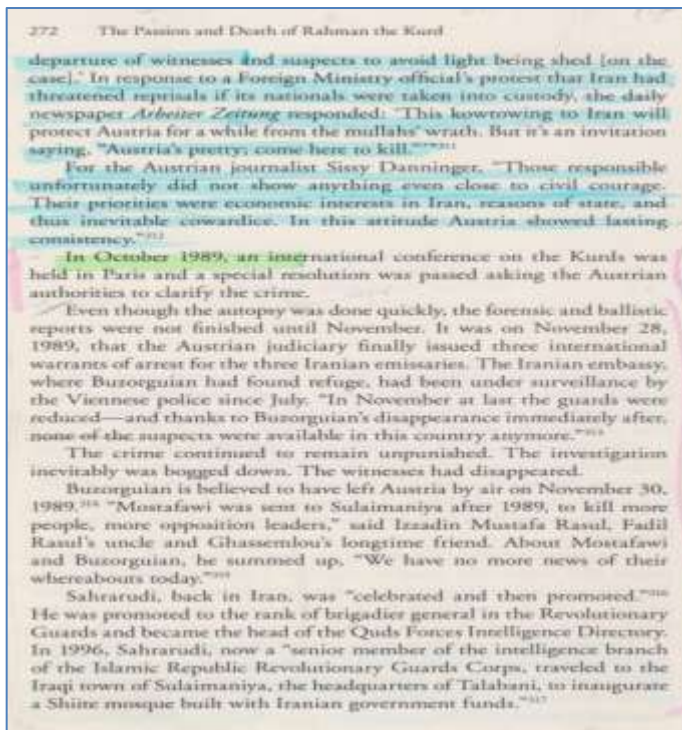 272 The Passion and Death of Rahman the Kurd
departure of witnesses and suspects to avoid light being shed [on the
case].' In response to a Foreign Ministry official's protest that Iran had
threatened reprisals if its nationals were taken into custody, the daily
newspaper Arbeiter Zeitung responded: 'This kowtowing to Iran will
protect Austria for a while from the mullahs' wrath. But it's an invitation
saying, "Austria's pretty; come here to kill."'"311
For the Austrian journalist Sissy Danninger, "Those responsible
unfortunately did not show anything even close to civil courage.
Their priorities were economic interests in Iran, reasons of state, and
thus inevitable cowardice. In this attitude Austria showed lasting
consistency."312
In October 1989, an international conference on the Kurds was
held in Paris and a special resolution was passed asking the Austrian
authorities to clarify the crime.
Even though the autopsy was done quickly, the forensic and ballistic
reports were not finished until November. It was on November 28,
1989, that the Austrian judiciary finally issued three international
warrants of arrest for the three Iranian emissaries. The Iranian embassy,
where Buzorguian had found refuge, had been under surveillance by
the Viennese police since July. "In November at last the guards were
reduced—and thanks to Buzorguian's disappearance immediately after,
none of the suspects were available in this country anymore."
The crime continued to remain unpunished. The investigation
inevitably was bogged down. The witnesses had disappeared.
Buzorguian is believed to have left Austria by air on November 30,
1989. "Mostafawi was sent to Sulaimaniya after 1989, to kill more
people, more opposition leaders," said Izzadin Mustafa Rasul, Fadil
Rasul's uncle and Ghassemlou's longtime friend. About Mostafawi
and Buzorguian, he summed up, "We have no more news of their
whereabouts today."
Sahrarudi, back in Iran, was "celebrated and then promoted."316
He was promoted to the rank of brigadier general in the Revolutionary
Guards and became the head of the Quds Forces Intelligence Directory.
In 1996, Sahrarudi, now a "senior member of the intelligence branch
of the Islamic Republic Revolutionary Guards Corps, traveled to the
Iraqi town of Sulaimaniya, the headquarters of Talabani, to inaugurate
a Shiite mosque built with Iranian government funds."317